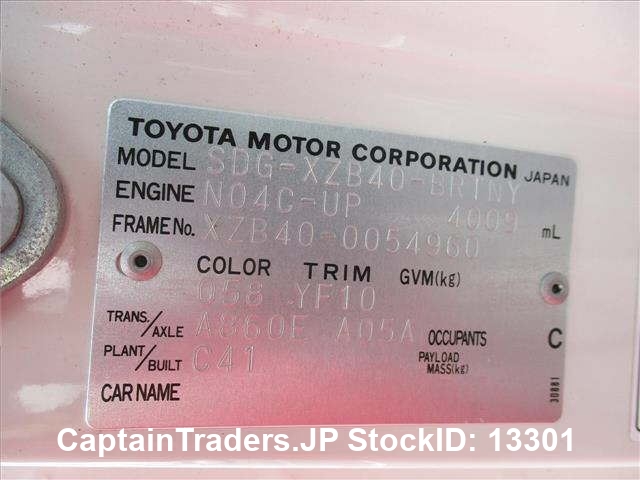 TOYOTA MOTOR CORPORATION JAPAN
MODEL SDG-XZB40-BRTNY
ENGINE N04C-UP 4009 mL
FRAME No. XZB40-0054960
COLOR TRIM GVM(kg)
058 YF10
TRANS./AXLE A860E A05A OCCUPANTS C
PLANT/BUILT C41 PAYLOAD MASS(kg)
CAR NAME
30881
CaptainTraders.JP StockID: 13301